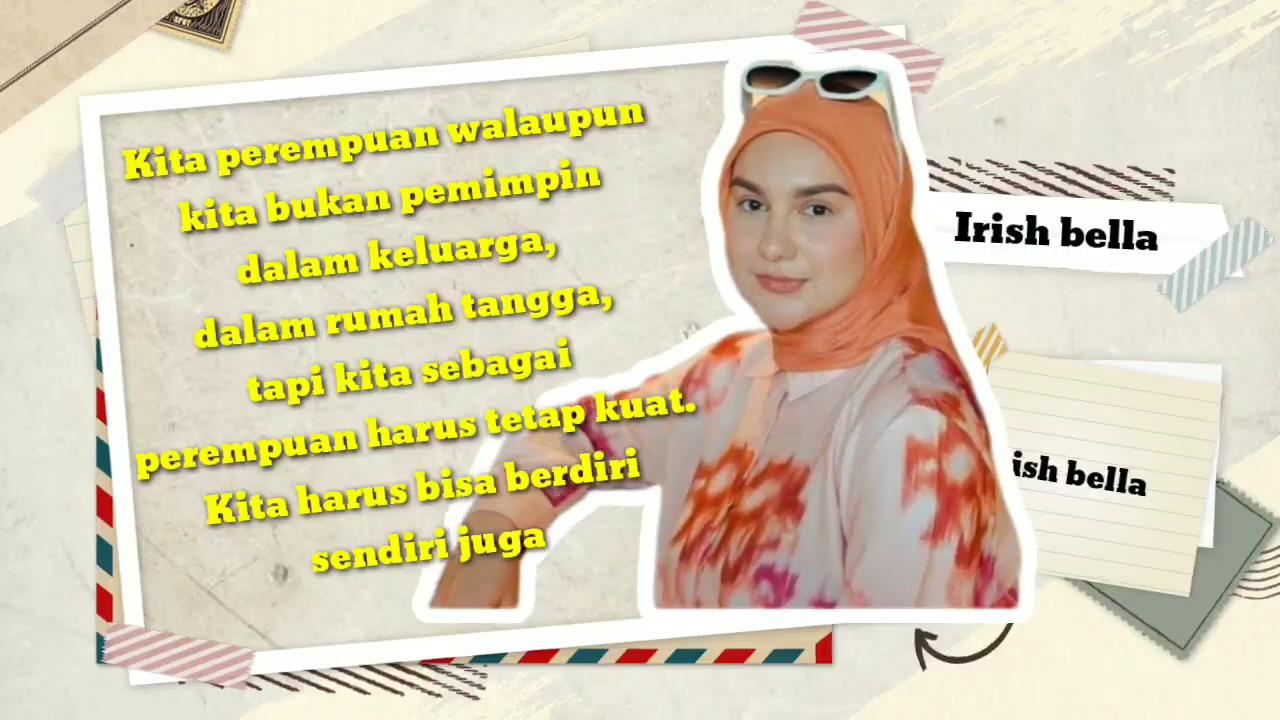 Kita perempuan walaupun
kita bukan pemimpin
dalam keluarga,
dalam rumah tangga,
tapi kita sebagai
perempuan harus tetap kuat.
Kita harus bisa berdiri
sendiri juga
Irish bella
ish bella